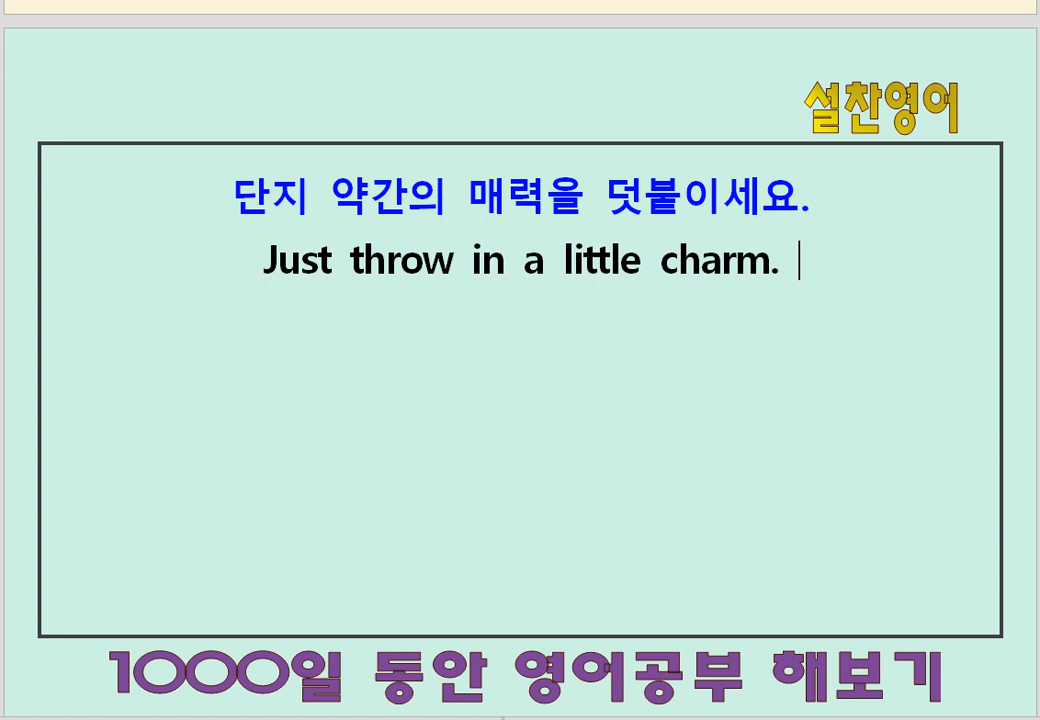 설찬영어
단지 약간의 매력을 덧붙이세요.
Just throw in a little charm.
1000일 동안 영어공부 해보기